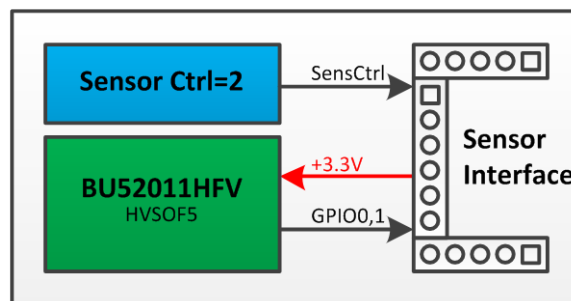 Sensor Ctrl=2
SensCtrl
BU52011HFV
HVSOF5
+3.3V
GPIO0,1
Sensor
Interface